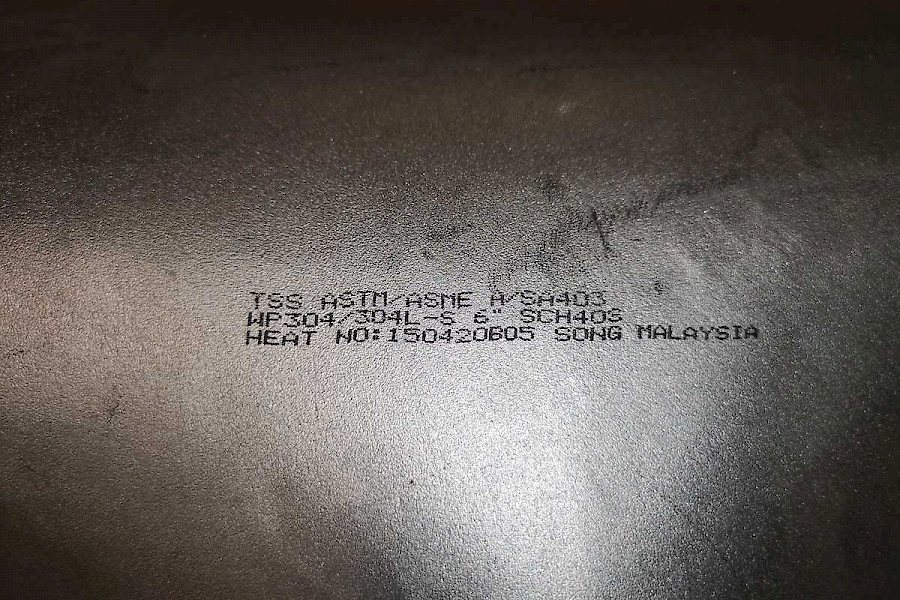 TSS ASTM/ASME A/SA403
WP304/304L-S 6" SCH40S
HEAT NO:150420B05 SONG MALAYSIA